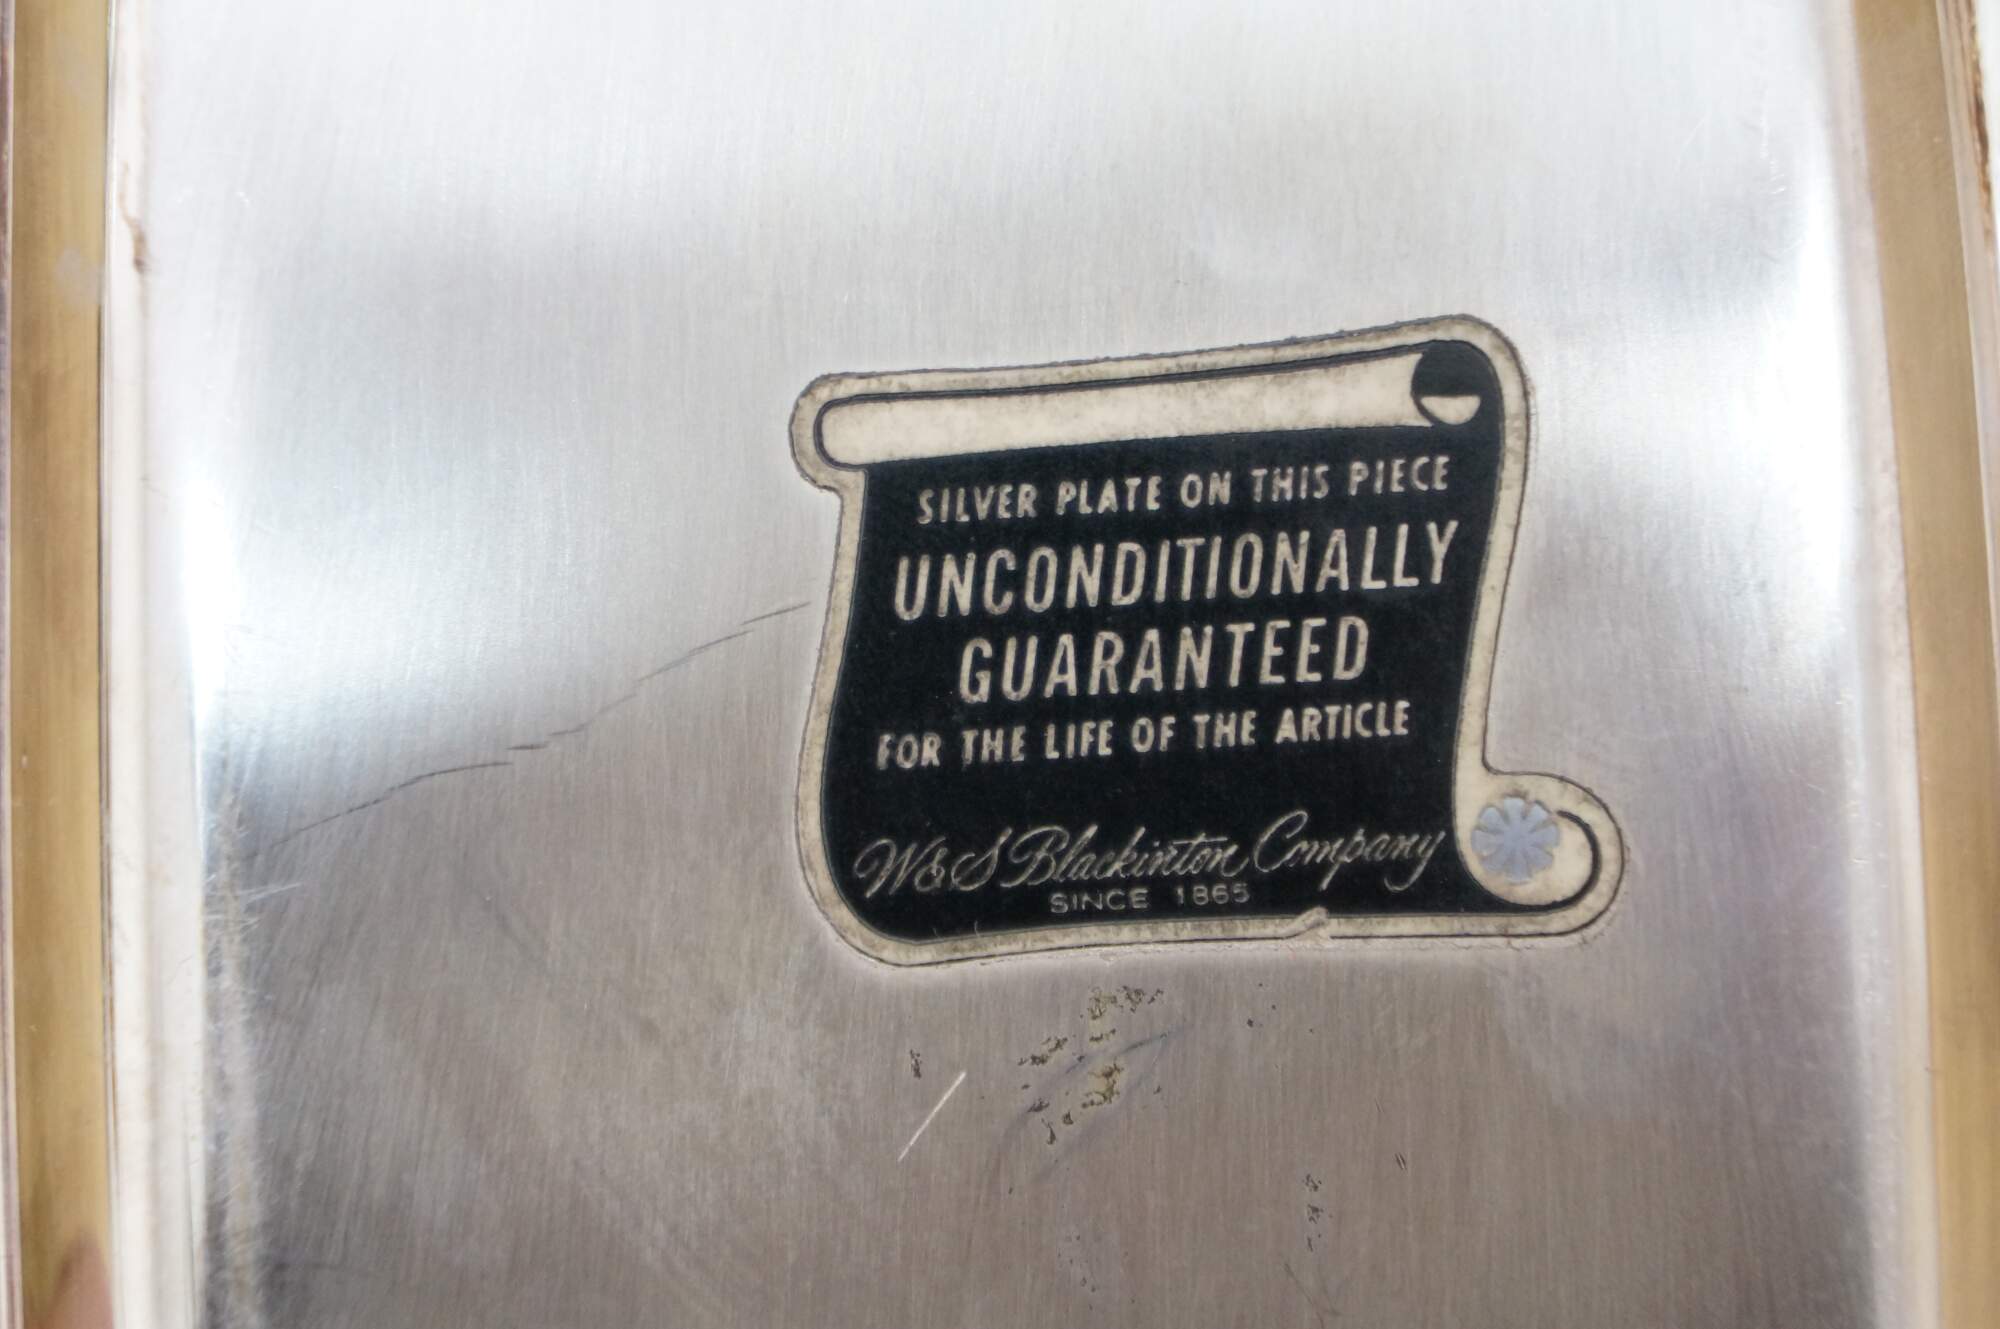 SILVER PLATE ON THIS PIECE
UNCONDITIONALLY
GUARANTEED
FOR THE LIFE OF THE ARTICLE
W&S Blackinton Company
SINCE 1865